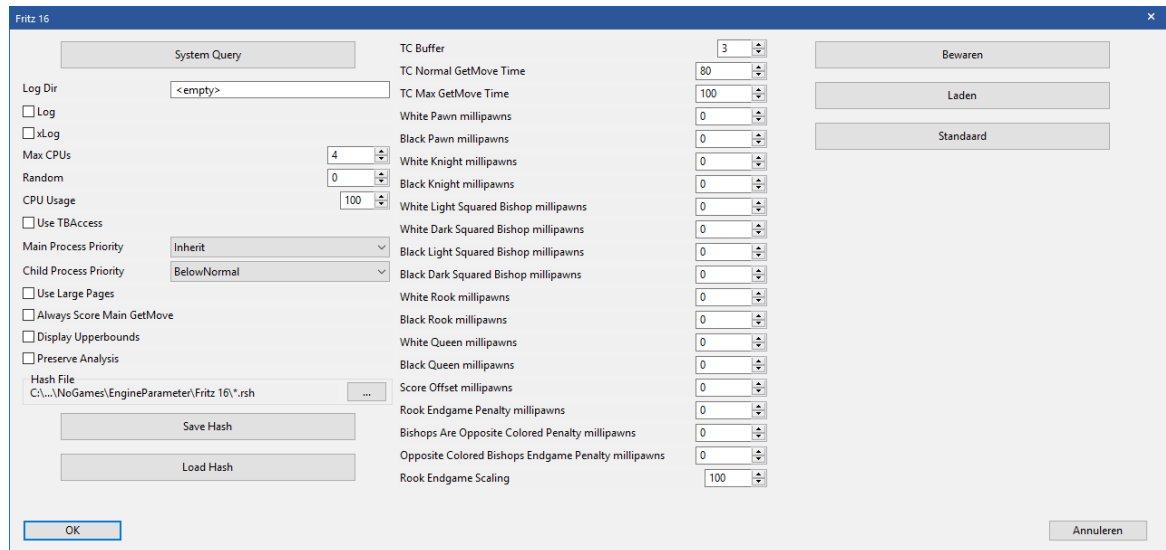 Fritz 16
System Query
Log Dir <empty>
Log
xLog
Max CPUs 4
Random 0
CPU Usage 100
Use TBAccess
Main Process Priority Inherit
Child Process Priority BelowNormal
Use Large Pages
Always Score Main GetMove
Display Upperbounds
Preserve Analysis
Hash File
C:\...\NoGames\EngineParameter\Fritz 16\*.rsh ...
Save Hash
Load Hash
OK
TC Buffer 3
TC Normal GetMove Time 80
TC Max GetMove Time 100
White Pawn millipawns 0
Black Pawn millipawns 0
White Knight millipawns 0
Black Knight millipawns 0
White Light Squared Bishop millipawns 0
White Dark Squared Bishop millipawns 0
Black Light Squared Bishop millipawns 0
Black Dark Squared Bishop millipawns 0
White Rook millipawns 0
Black Rook millipawns 0
White Queen millipawns 0
Black Queen millipawns 0
Score Offset millipawns 0
Rook Endgame Penalty millipawns 0
Bishops Are Opposite Colored Penalty millipawns 0
Opposite Colored Bishops Endgame Penalty millipawns 0
Rook Endgame Scaling 100
Bewaren
Laden
Standaard
Annuleren